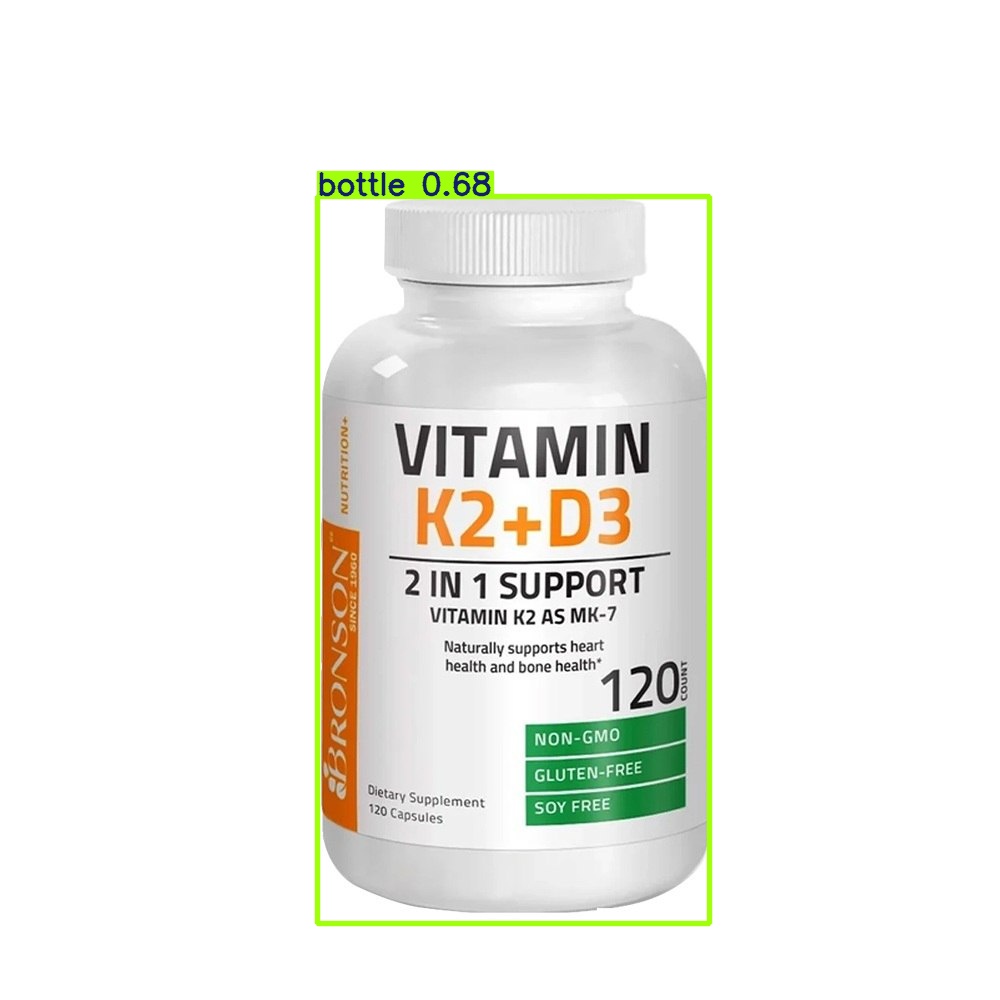 bottle 0.68
VITAMIN
K2+D3
2 IN 1 SUPPORT
VITAMIN K2 AS MK-7
Naturally supports heart
health and bone health*
120 COUNT
NON-GMO
GLUTEN-FREE
SOY FREE
Dietary Supplement
120 Capsules
BRONSON
SINCE 1960
NUTRITION+